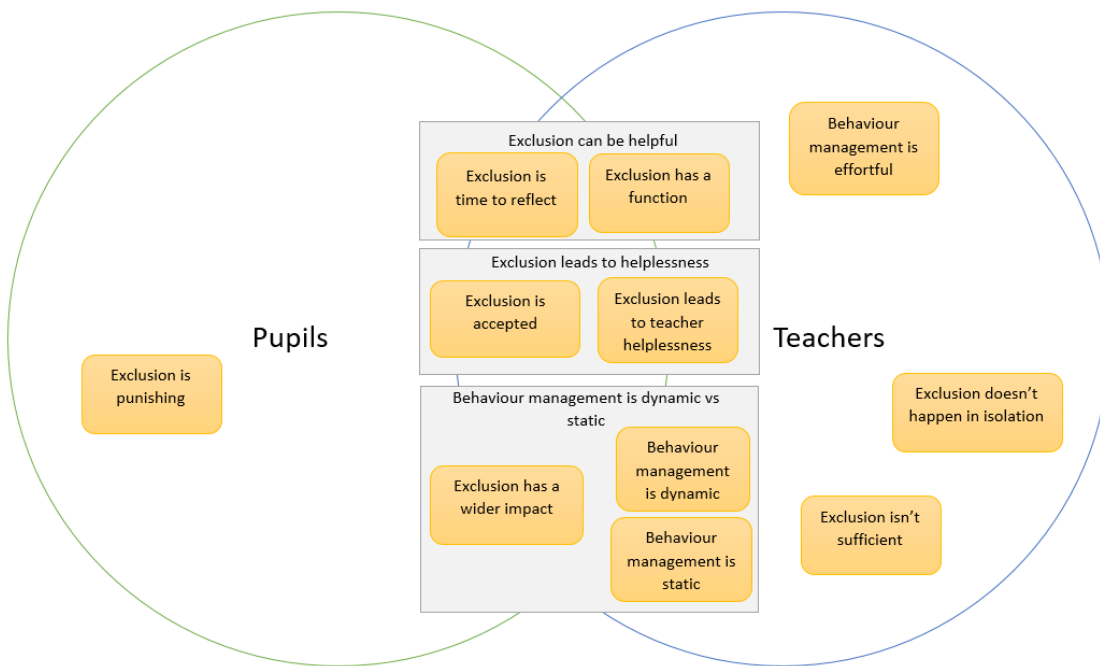 Exclusion can be helpful
Exclusion is
time to reflect
Exclusion has a
function
Behaviour
management is
effortful
Exclusion leads to helplessness
Exclusion is
accepted
Exclusion leads
to teacher
helplessness
Pupils
Teachers
Exclusion is
punishing
Behaviour management is dynamic vs
static
Exclusion has a
wider impact
Behaviour
management
is dynamic
Behaviour
management is
static
Exclusion doesn’t
happen in isolation
Exclusion isn’t
sufficient